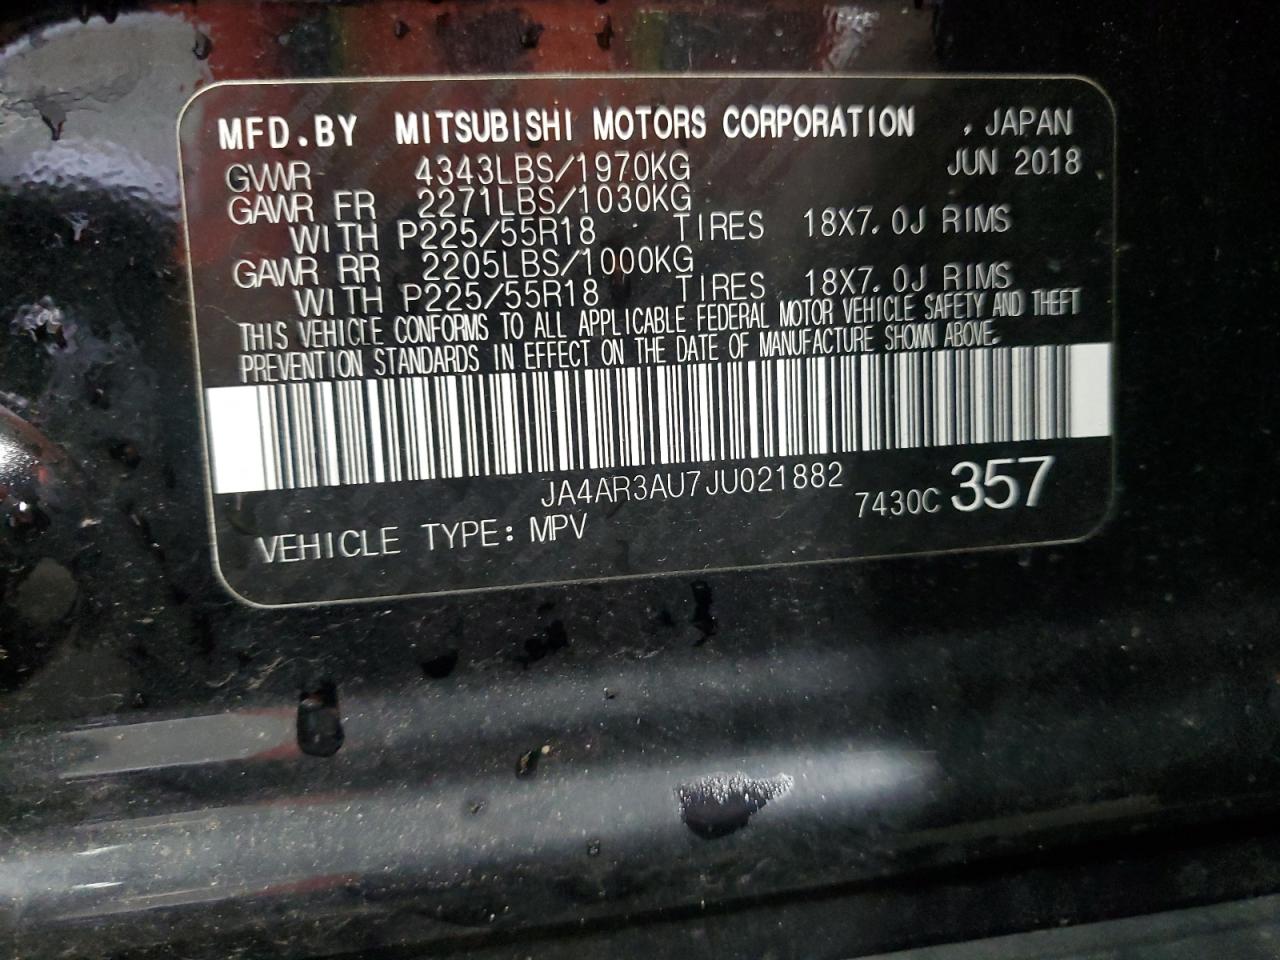 MFD.BY MITSUBISHI MOTORS CORPORATION , JAPAN
GVWR 4343LBS/1970KG JUN 2018
GAWR FR 2271LBS/1030KG
WITH P225/55R18 TIRES 18X7.0J RIMS
GAWR RR 2205LBS/1000KG
WITH P225/55R18 TIRES 18X7.0J RIMS
THIS VEHICLE CONFORMS TO ALL APPLICABLE FEDERAL MOTOR VEHICLE SAFETY AND THEFT
PREVENTION STANDARDS IN EFFECT ON THE DATE OF MANUFACTURE SHOWN ABOVE.
JA4AR3AU7JU021882 7430C 357
VEHICLE TYPE: MPV